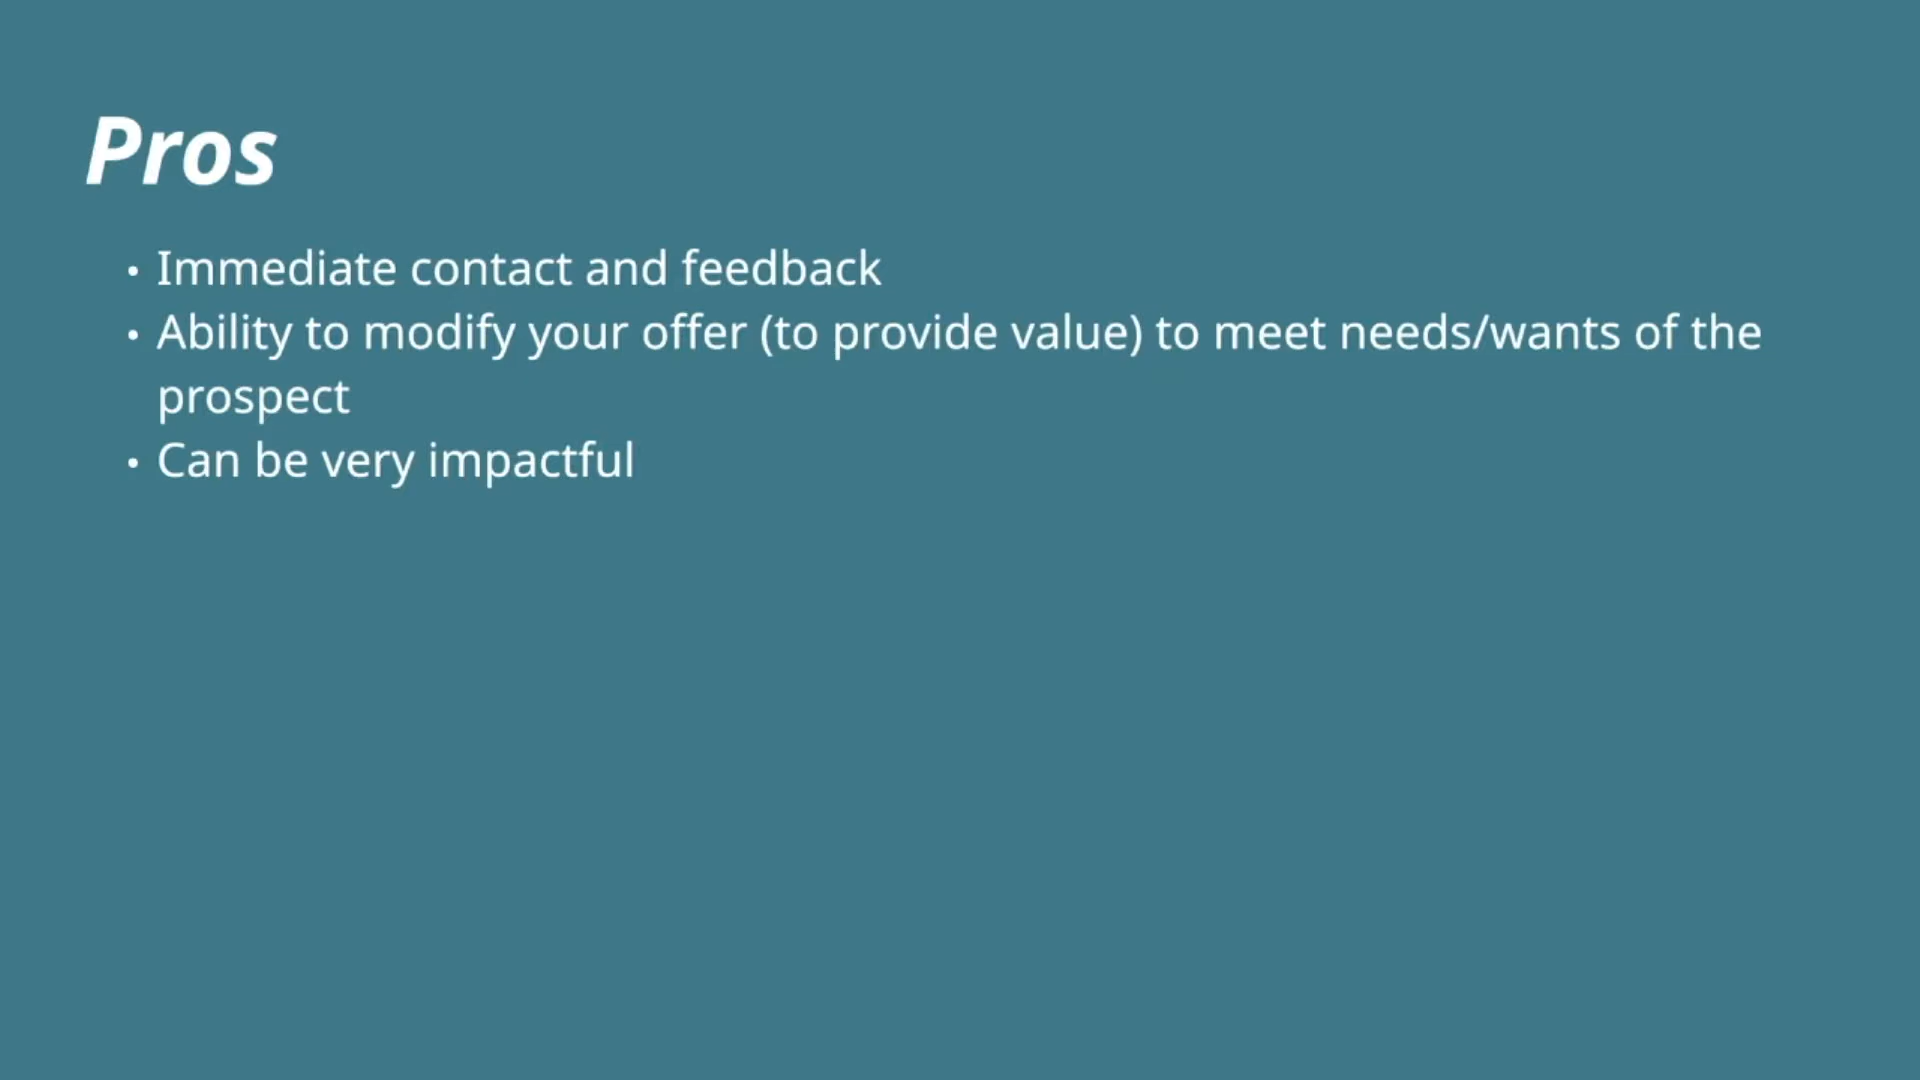 Pros
• Immediate contact and feedback
• Ability to modify your offer (to provide value) to meet needs/wants of the
prospect
• Can be very impactful